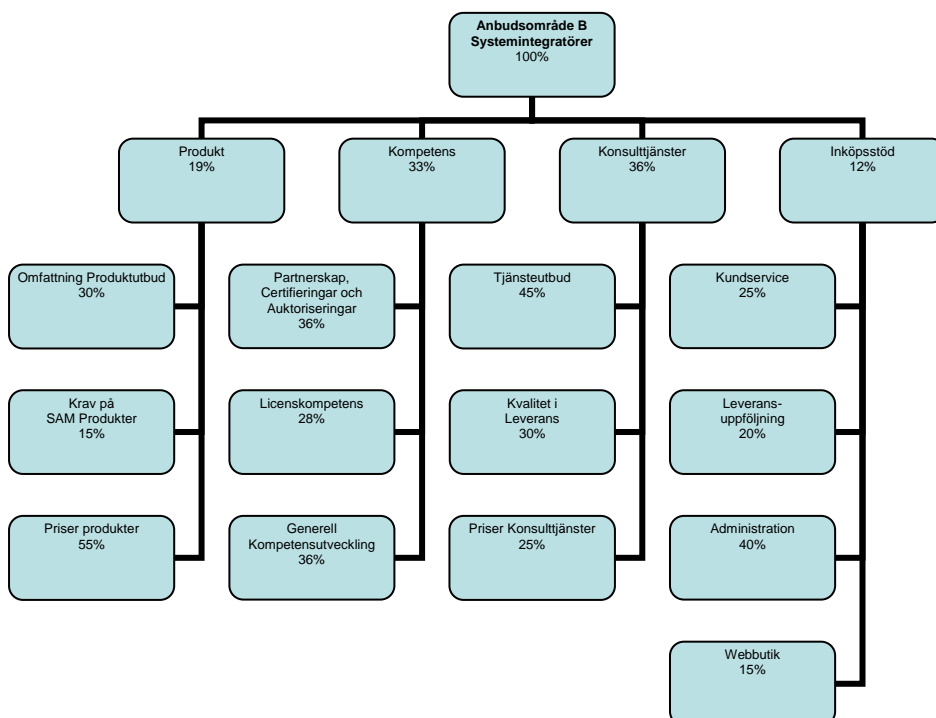 Anbudsområde B
Systemintegratörer
100%
Produkt
19%
Kompetens
33%
Konsulttjänster
36%
Inköpsstöd
12%
Omfattning Produktutbud
30%
Partnerskap,
Certifieringar och
Auktoriseringar
36%
Tjänsteutbud
45%
Kundservice
25%
Krav på
SAM Produkter
15%
Licenskompetens
28%
Kvalitet i
Leverans
30%
Leverans-
uppföljning
20%
Priser produkter
55%
Generell
Kompetensutveckling
36%
Priser Konsulttjänster
25%
Administration
40%
Webbutik
15%